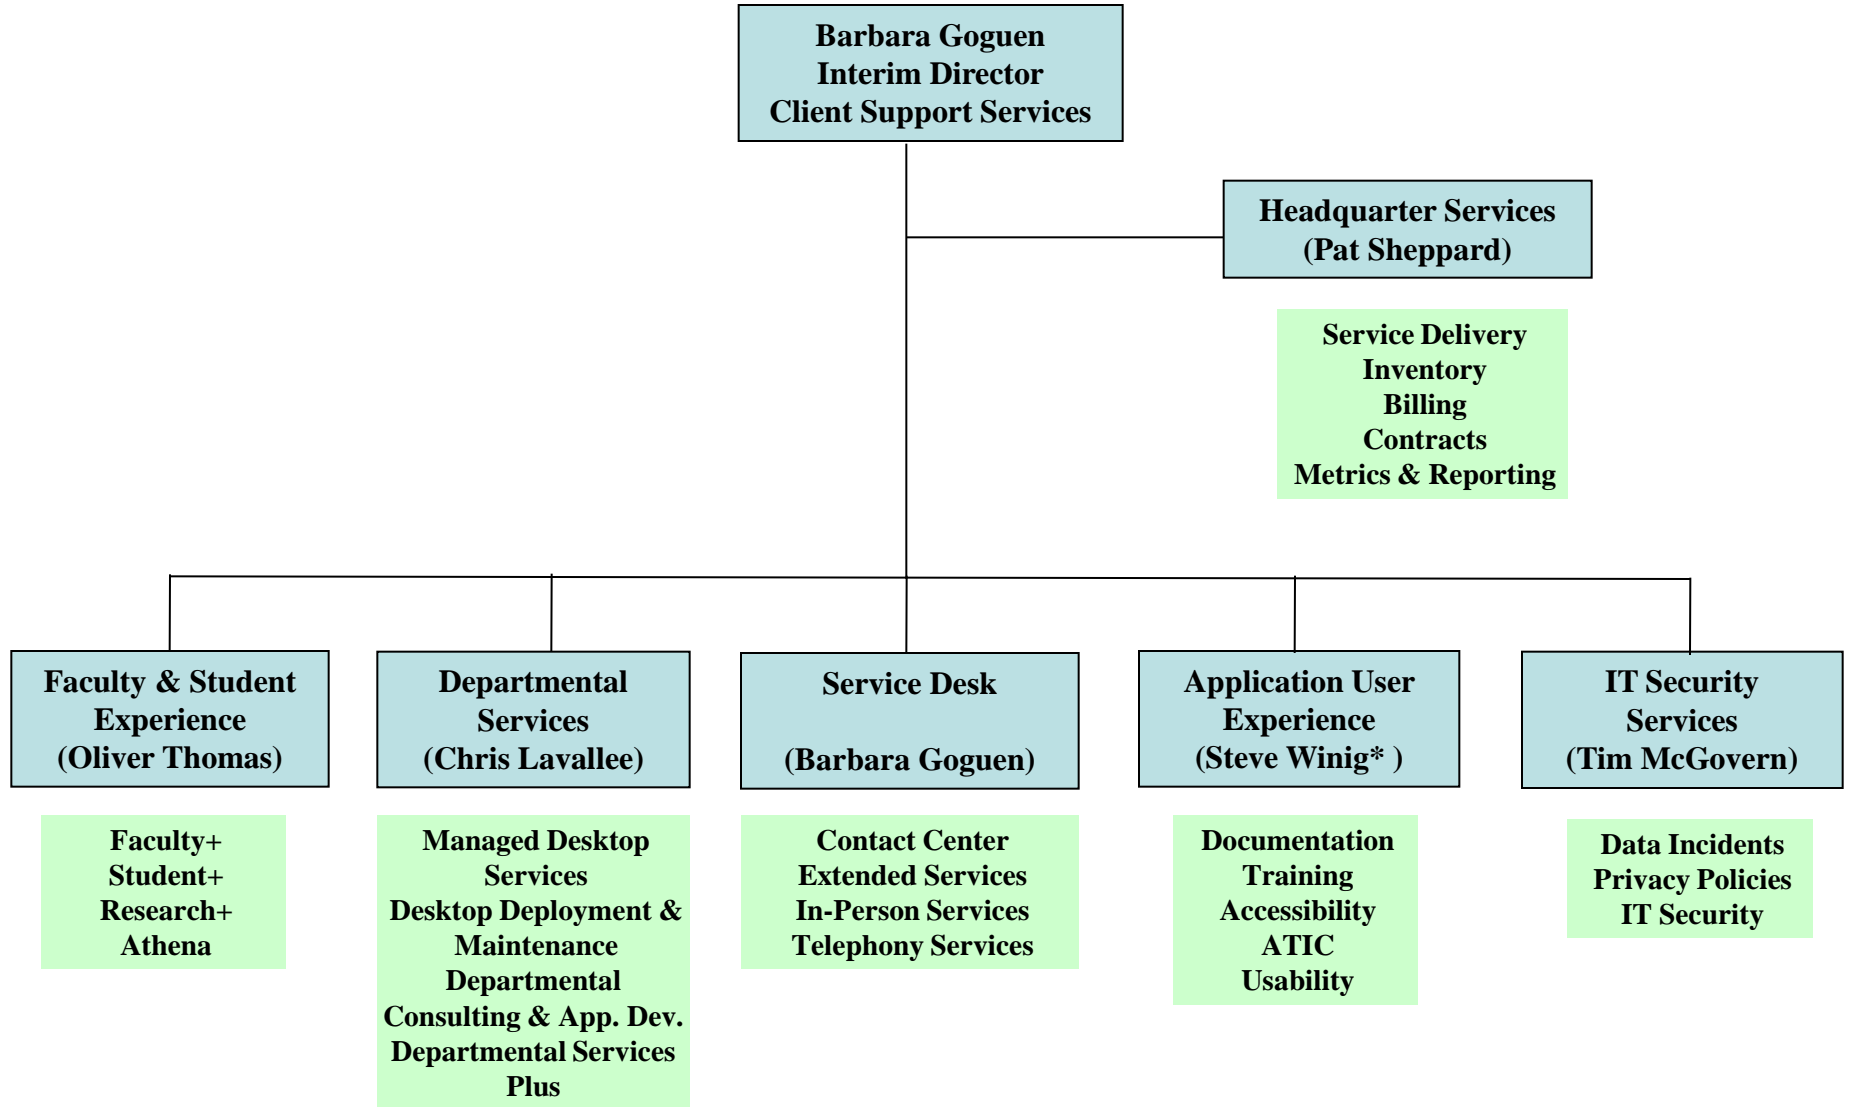 Barbara Goguen
Interim Director
Client Support Services
Headquarter Services
(Pat Sheppard)
Service Delivery
Inventory
Billing
Contracts
Metrics & Reporting
Faculty & Student
Experience
(Oliver Thomas)
Departmental
Services
(Chris Lavallee)
Service Desk
(Barbara Goguen)
Application User
Experience
(Steve Winig* )
IT Security
Services
(Tim McGovern)
Faculty+
Student+
Research+
Athena
Managed Desktop
Services
Desktop Deployment &
Maintenance
Departmental
Consulting & App. Dev.
Departmental Services
Plus
Contact Center
Extended Services
In-Person Services
Telephony Services
Documentation
Training
Accessibility
ATIC
Usability
Data Incidents
Privacy Policies
IT Security